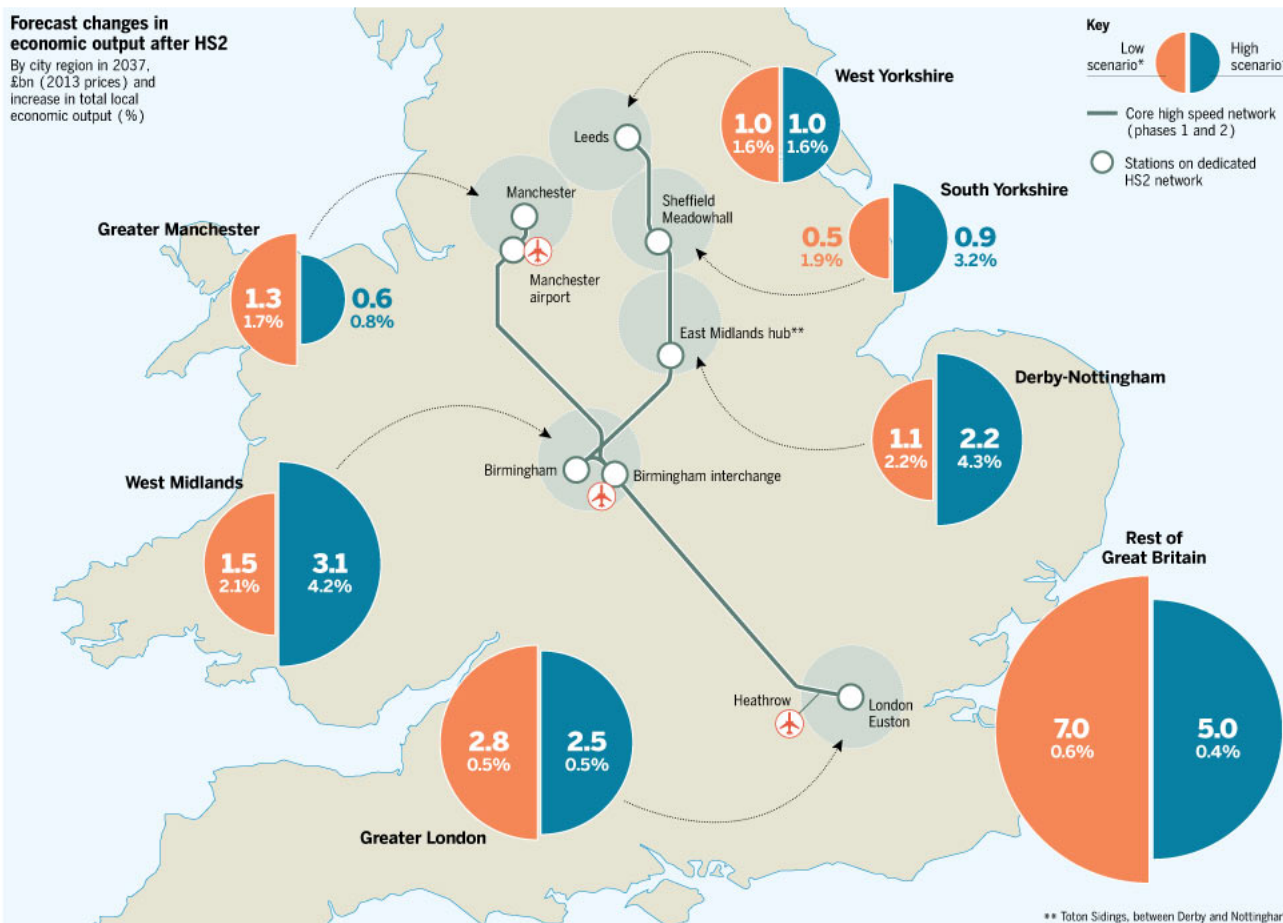 Forecast changes in
economic output after HS2
By city region in 2037,
£bn (2013 prices) and
increase in total local
economic output (%)
Key
Low
scenario*
High
scenario*
Core high speed network
(phases 1 and 2)
Stations on dedicated
HS2 network
West Yorkshire
1.0
1.6%
1.0
1.6%
Leeds
South Yorkshire
0.5
1.9%
0.9
3.2%
Manchester
Sheffield
Meadowhall
Greater Manchester
1.3
1.7%
0.6
0.8%
Manchester
airport
East Midlands hub**
Derby-Nottingham
1.1
2.2%
2.2
4.3%
Birmingham
Birmingham interchange
West Midlands
1.5
2.1%
3.1
4.2%
Rest of
Great Britain
7.0
0.6%
5.0
0.4%
Heathrow
London
Euston
2.8
0.5%
2.5
0.5%
Greater London
** Toton Sidings, between Derby and Nottingham